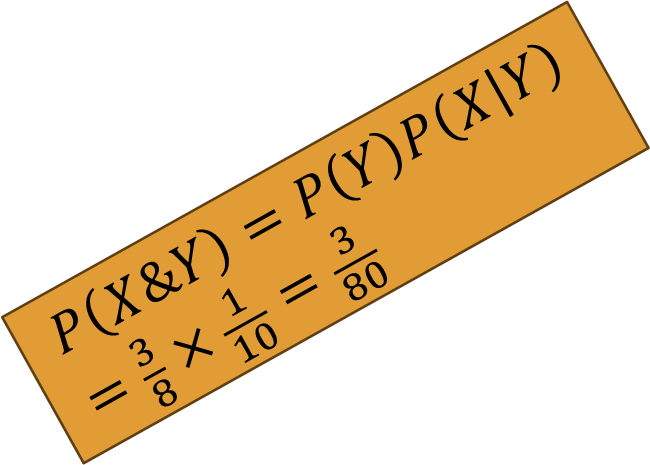 P(X&Y) = P(Y)P(X|Y)
= 3/8 × 1/10 = 3/80